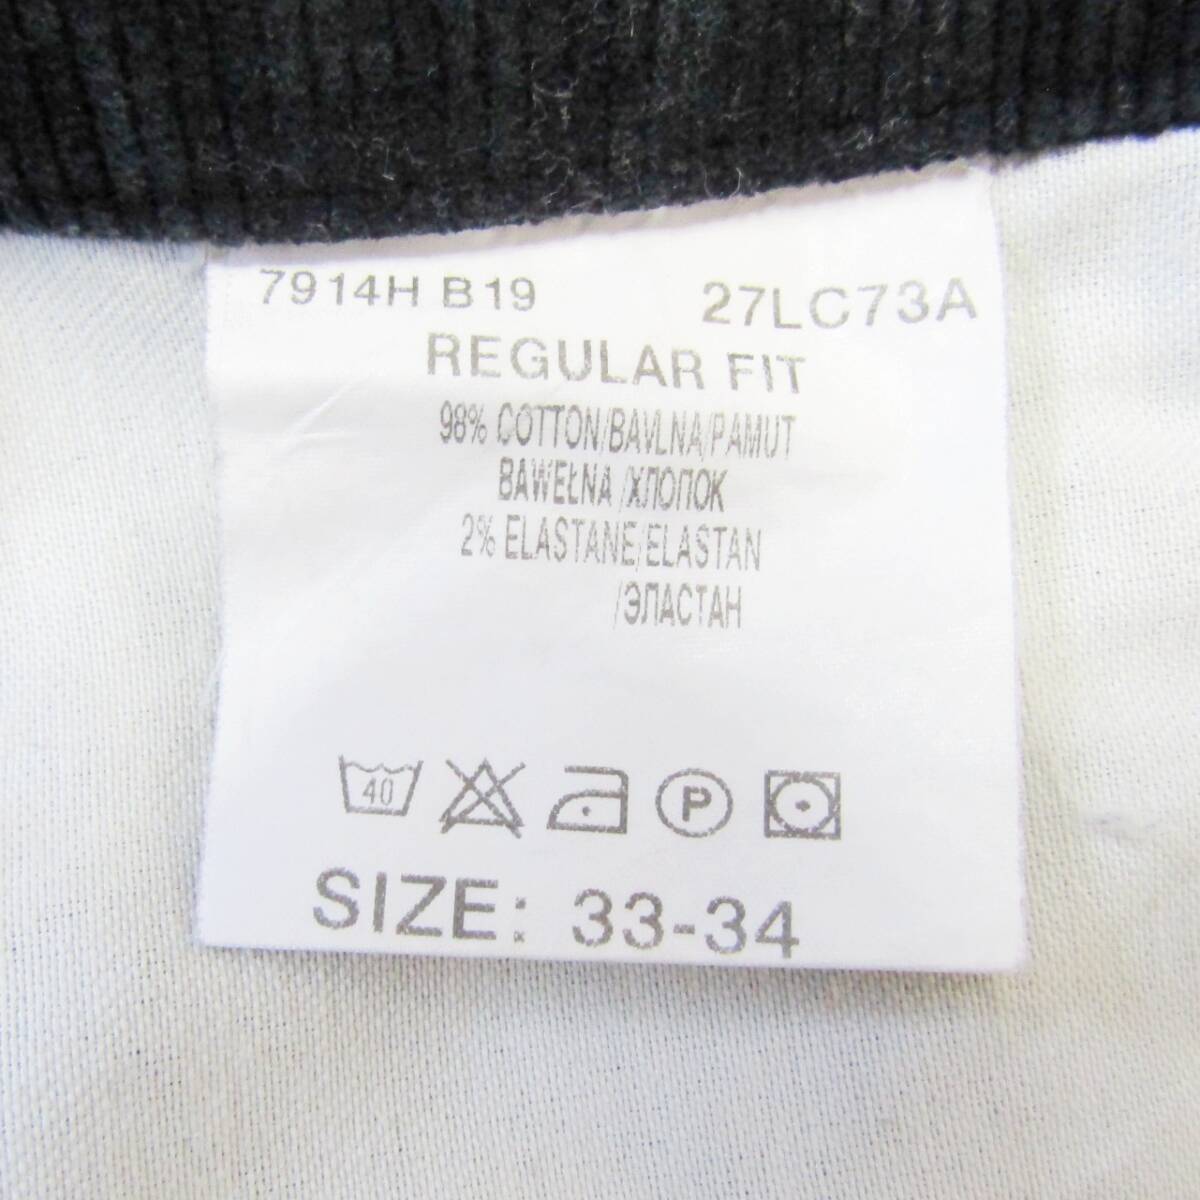 7914H B19 27LC73A
REGULAR FIT
98% COTTON/BAVLNA/PAMUT
BAWEŁNA /ХЛОПОК
2% ELASTANE/ELASTAN
/ЭЛАСТАН
40 P
SIZE: 33-34